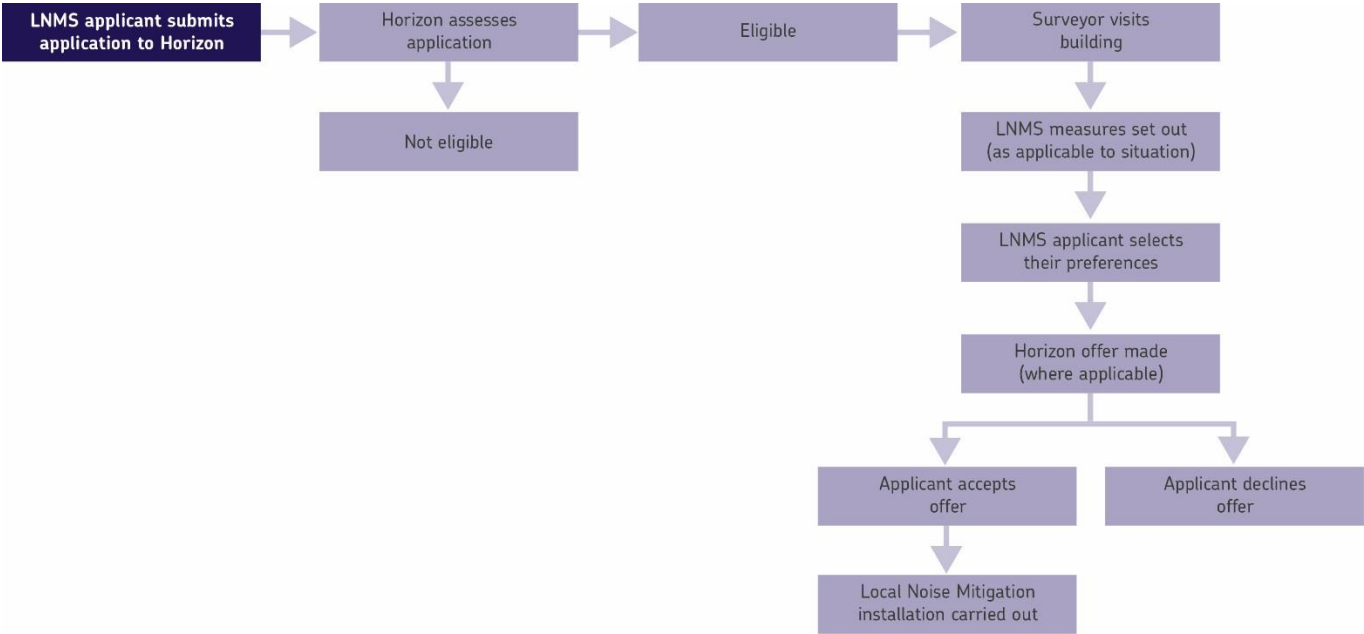 LNMS applicant submits
application to Horizon
Horizon assesses
application
Eligible
Surveyor visits
building
Not eligible
LNMS measures set out
(as applicable to situation)
LNMS applicant selects
their preferences
Horizon offer made
(where applicable)
Applicant accepts
offer
Applicant declines
offer
Local Noise Mitigation
installation carried out